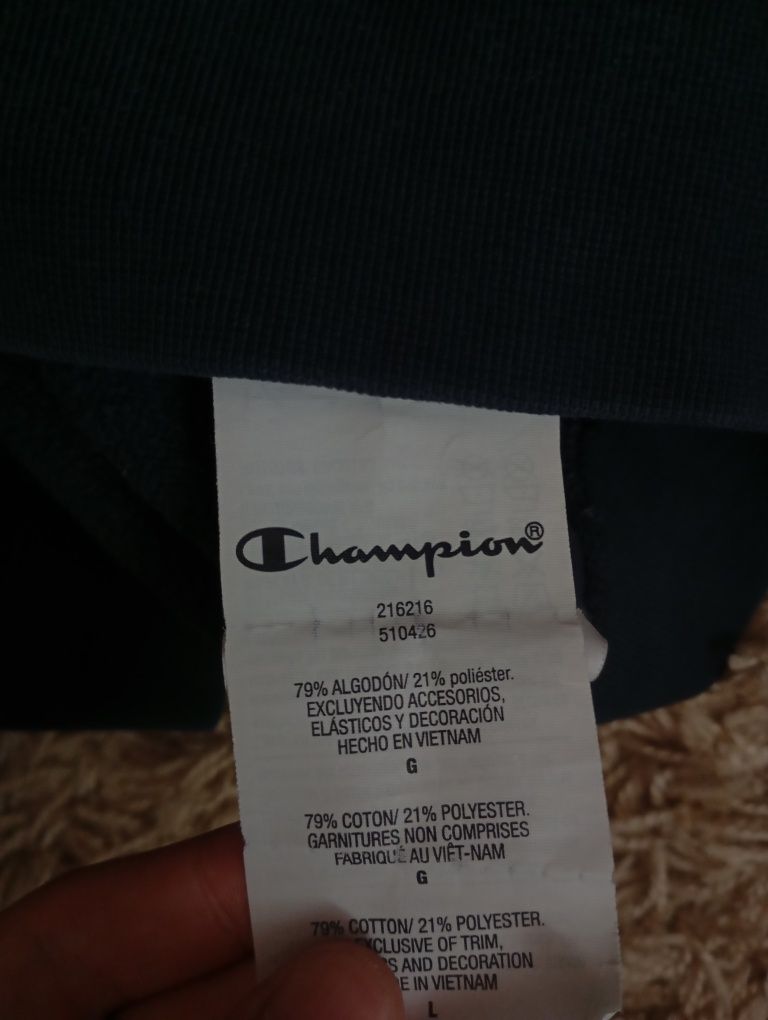 Champion®
216216
510426
79% ALGODÓN/ 21% poliéster.
EXCLUYENDO ACCESORIOS,
ELÁSTICOS Y DECORACIÓN
HECHO EN VIETNAM
G
79% COTON/ 21% POLYESTER.
GARNITURES NON COMPRISES
FABRIQUÉ AU VIÊT-NAM
G
79% COTTON/ 21% POLYESTER.
OF TRIM,
AND DECORATION
IN VIETNAM
L